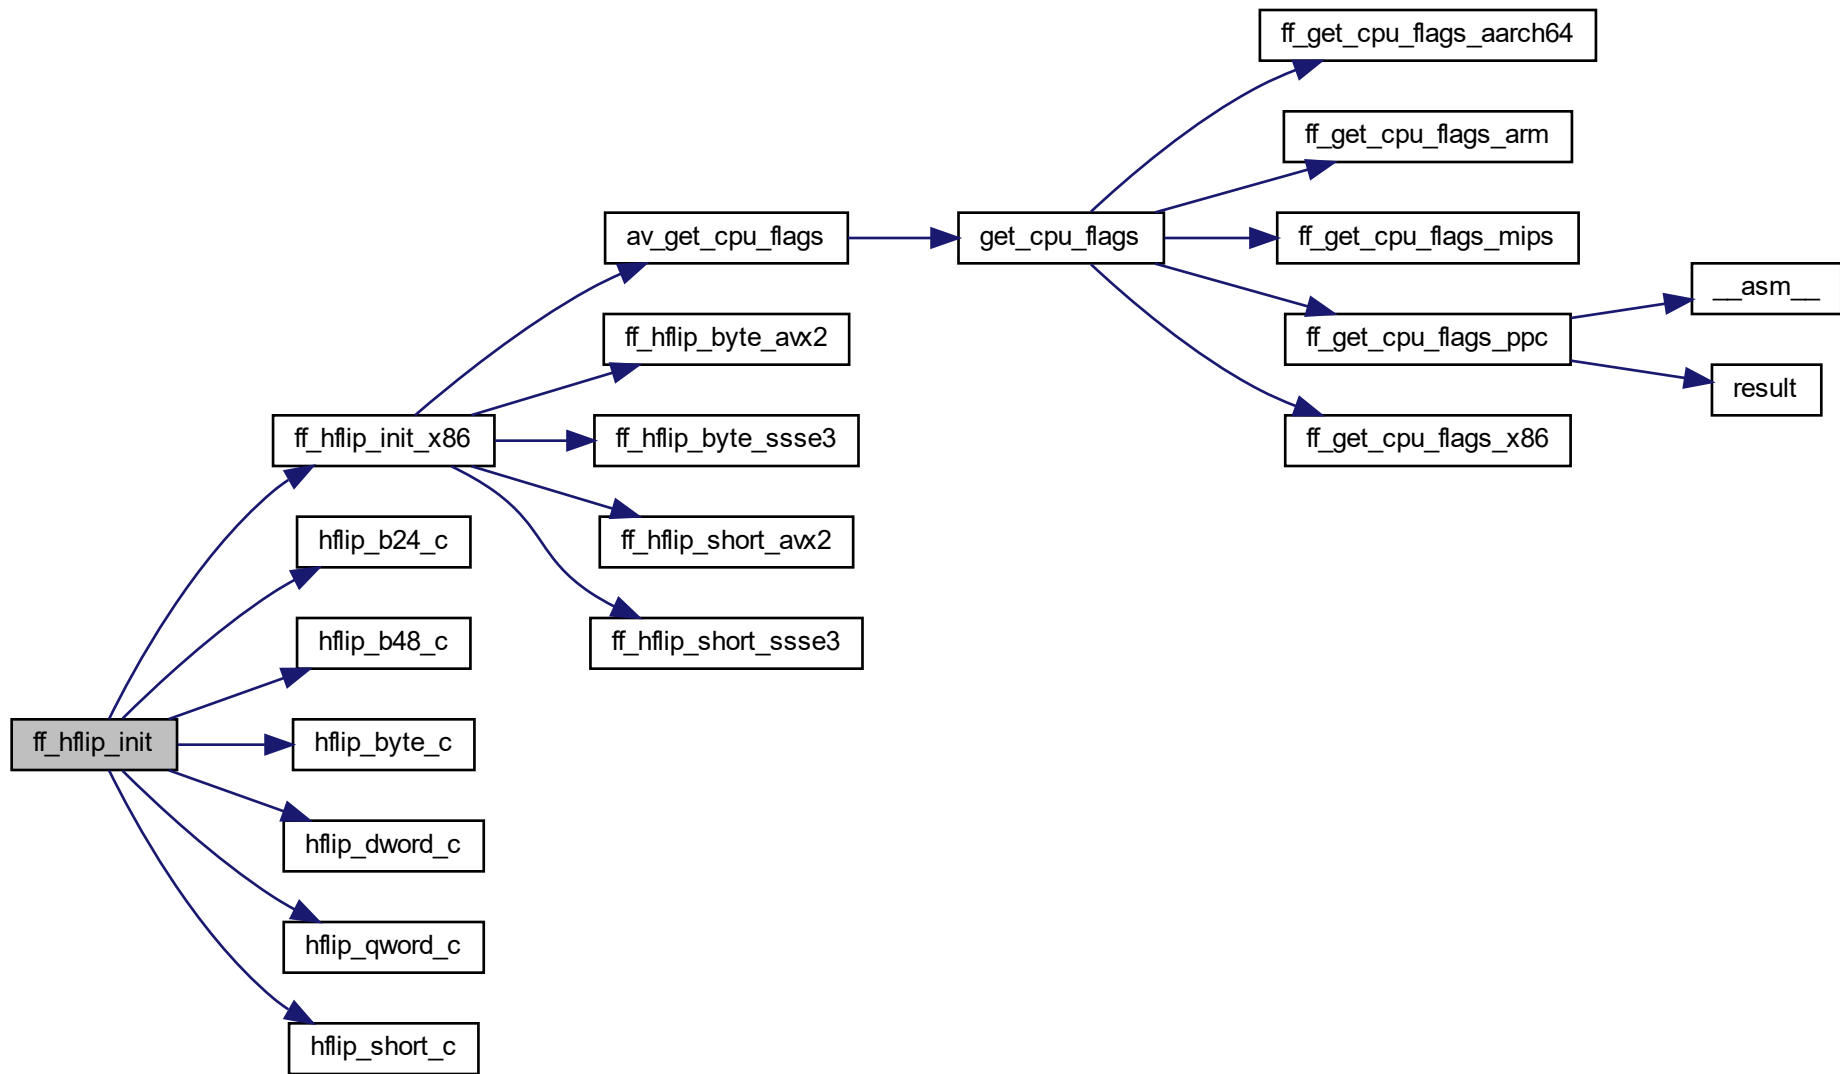 ff_get_cpu_flags_aarch64
ff_get_cpu_flags_arm
av_get_cpu_flags
get_cpu_flags
ff_get_cpu_flags_mips
__asm__
ff_hflip_byte_avx2
ff_get_cpu_flags_ppc
result
ff_hflip_init_x86
ff_hflip_byte_ssse3
ff_get_cpu_flags_x86
hflip_b24_c
ff_hflip_short_avx2
hflip_b48_c
ff_hflip_short_ssse3
ff_hflip_init
hflip_byte_c
hflip_dword_c
hflip_qword_c
hflip_short_c